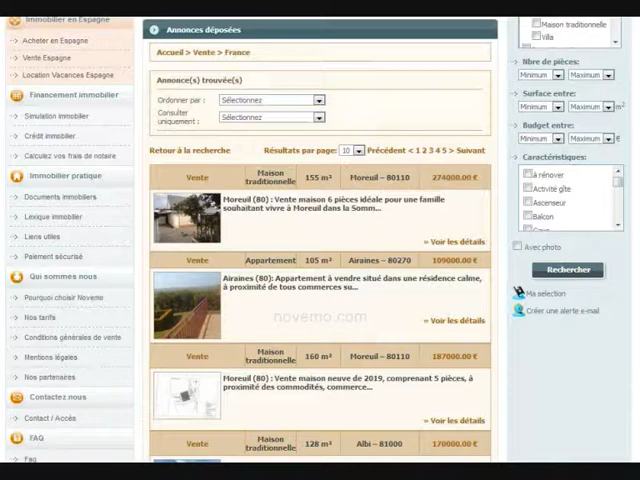 Immobilier en Espagne
Acheter en Espagne
Vente Espagne
Location Vacances Espagne
Financement immobilier
Simulation immobilier
Crédit immobilier
Calculez vos frais de notaire
Immobilier pratique
Documents immobiliers
Lexique immobilier
Liens utiles
Paiement sécurisé
Qui sommes nous
Pourquoi choisir Novemo
Nos tarifs
Conditions générales de vente
Mentions légales
Nos partenaires
Contactez nous
Contact / Accès
FAQ
Faq
Annonces déposées
Accueil > Vente > France
Annonce(s) trouvée(s)
Ordonner par : Sélectionnez
Consulter
uniquement : Sélectionnez
Retour à la recherche Résultats par page: 10 Précédent < 1 2 3 4 5 > Suivant
Vente Maison traditionnelle 155 m² Moreuil – 80110 274000.00 €
Moreuil (80) : Vente maison 6 pièces idéale pour une famille
souhaitant vivre à Moreuil dans la Somm...
» Voir les détails
Vente Appartement 105 m² Airaines – 80270 109000.00 €
Airaines (80): Appartement à vendre situé dans une résidence calme,
à proximité de tous commerces su...
novemo.com
» Voir les détails
Vente Maison traditionnelle 160 m² Moreuil – 80110 187000.00 €
Moreuil (80) : Vente maison neuve de 2019, comprenant 5 pièces, à
proximité des commodités, commerce...
» Voir les détails
Vente Maison traditionnelle 128 m² Albi – 81000 170000.00 €
Maison traditionnelle
Villa
Nbre de pièces:
Minimum Maximum
Surface entre:
Minimum Maximum m²
Budget entre:
Minimum Maximum €
Caractéristiques:
à rénover
Activité gîte
Ascenseur
Balcon
Avec photo
Rechercher
Ma selection
Créer une alerte e-mail